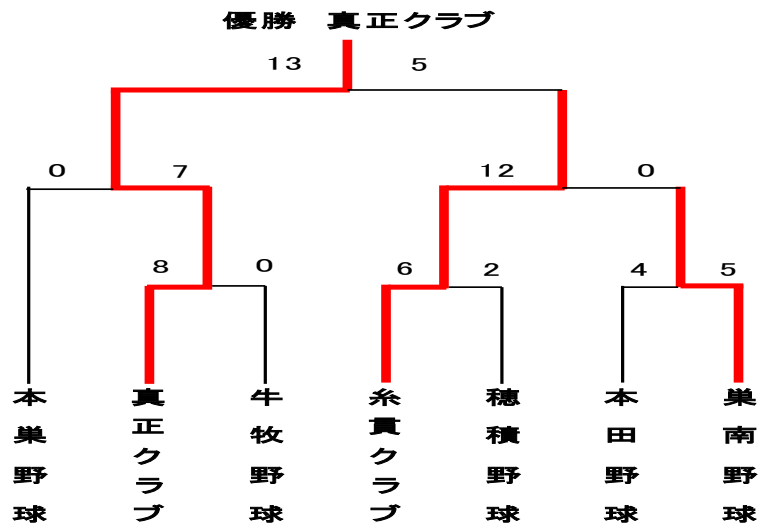 優勝 真正クラブ
13 5
0 7 12 0
8 0 6 2 4 5
本巣野球
真正クラブ
牛牧野球
糸貫クラブ
穂積野球
本田野球
巣南野球